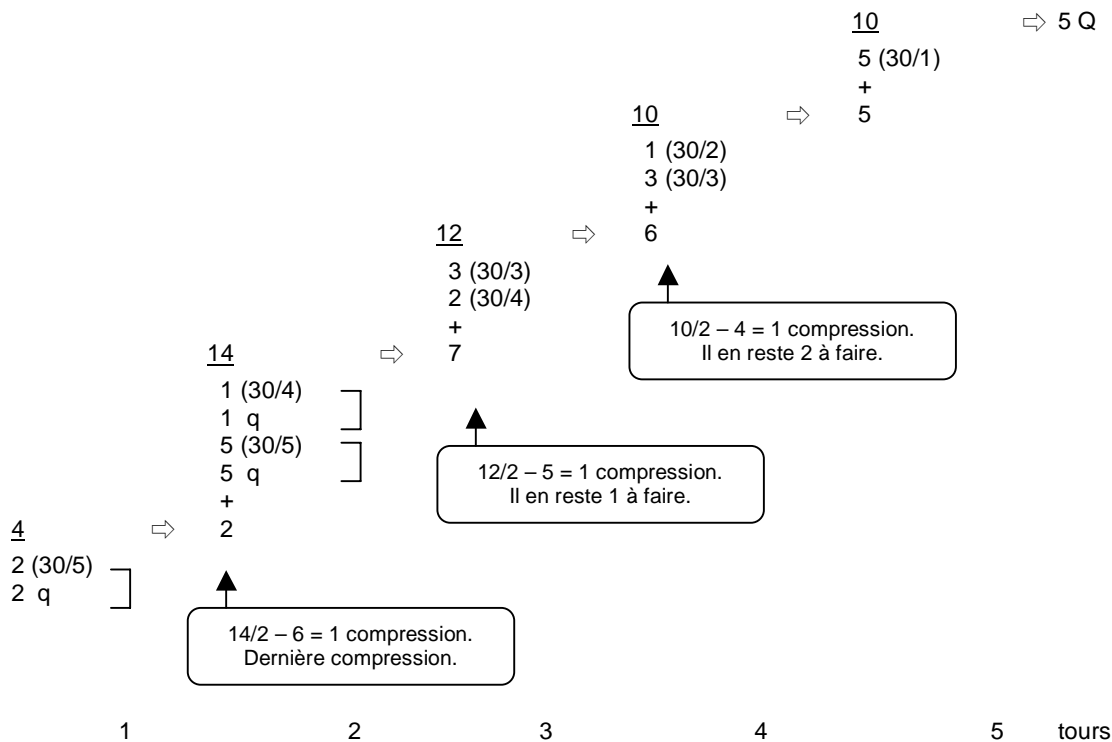 10 ⇨ 5 Q
5 (30/1)
+
10 ⇨ 5
1 (30/2)
3 (30/3)
+
12 ⇨ 6
3 (30/3)
2 (30/4)
+
14 ⇨ 7
10/2 – 4 = 1 compression.
Il en reste 2 à faire.
1 (30/4)
1 q
5 (30/5)
5 q
+
4 ⇨ 2
12/2 – 5 = 1 compression.
Il en reste 1 à faire.
2 (30/5)
2 q
14/2 – 6 = 1 compression.
Dernière compression.
1 2 3 4 5 tours